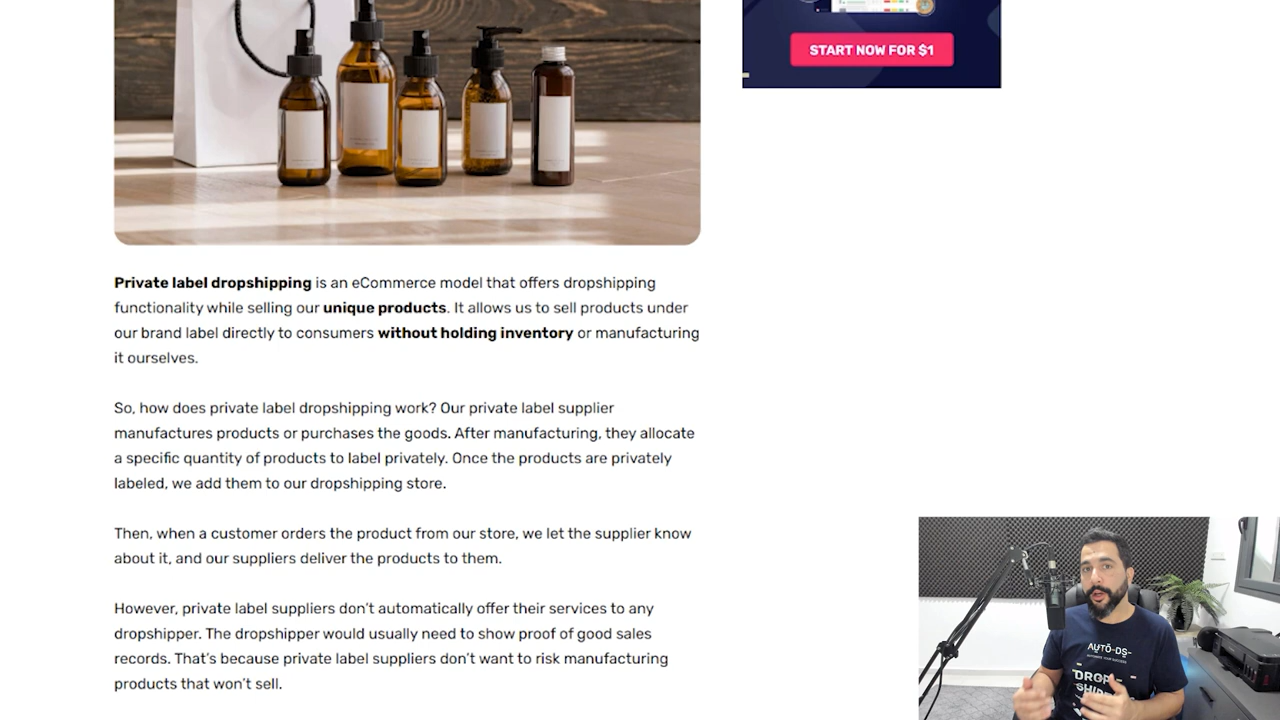 START NOW FOR $1
Private label dropshipping is an eCommerce model that offers dropshipping
functionality while selling our unique products. It allows us to sell products under
our brand label directly to consumers without holding inventory or manufacturing
it ourselves.
So, how does private label dropshipping work? Our private label supplier
manufactures products or purchases the goods. After manufacturing, they allocate
a specific quantity of products to label privately. Once the products are privately
labeled, we add them to our dropshipping store.
Then, when a customer orders the product from our store, we let the supplier know
about it, and our suppliers deliver the products to them.
However, private label suppliers don't automatically offer their services to any
dropshipper. The dropshipper would usually need to show proof of good sales
records. That's because private label suppliers don't want to risk manufacturing
products that won't sell.
AUTO-DS-
DROP
SHI